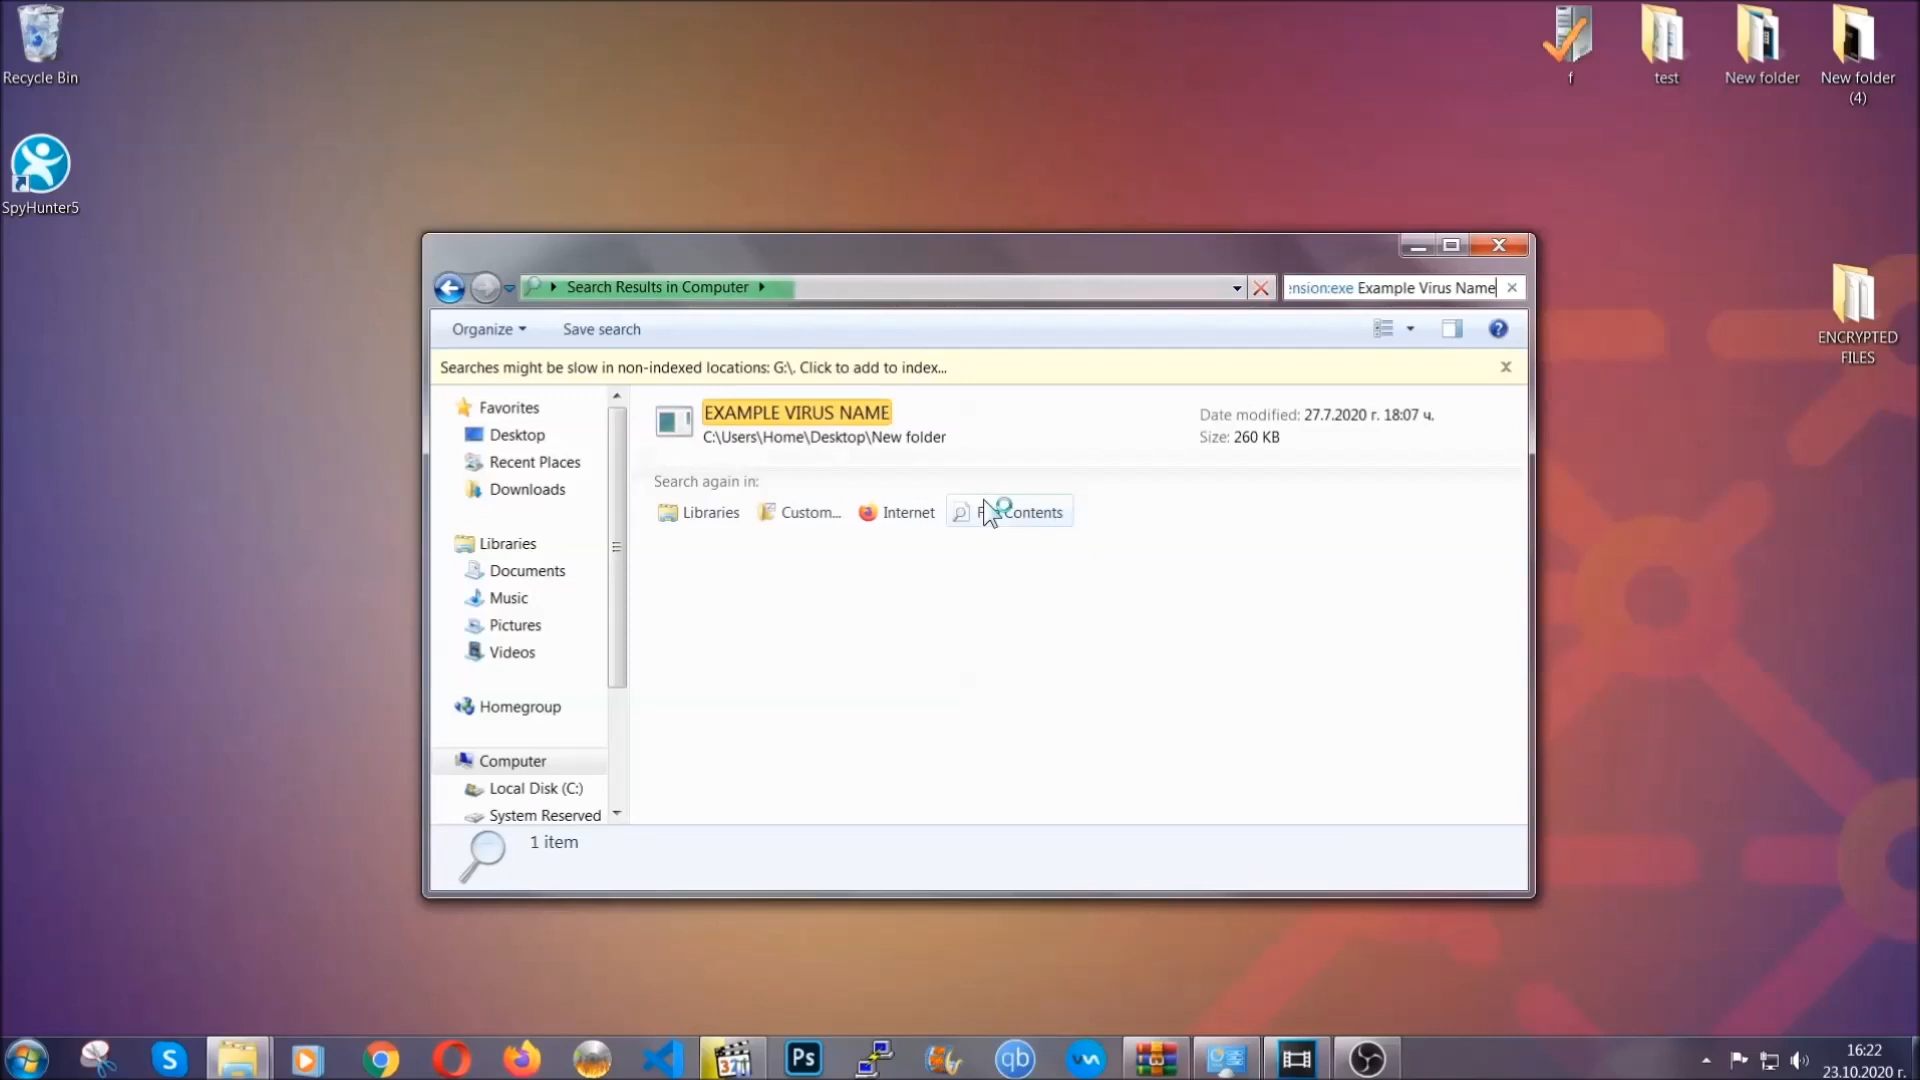 Recycle Bin
SpyHunter5
f
test
New folder
New folder
(4)
ENCRYPTED
FILES
Search Results in Computer
ension:exe Example Virus Name
Organize
Save search
Searches might be slow in non-indexed locations: G:\. Click to add to index...
Favorites
Desktop
Recent Places
Downloads
Libraries
Documents
Music
Pictures
Videos
Homegroup
Computer
Local Disk (C:)
System Reserved
EXAMPLE VIRUS NAME
C:\Users\Home\Desktop\New folder
Date modified: 27.7.2020 г. 18:07 ч.
Size: 260 KB
Search again in:
Libraries
Custom...
Internet
Contents
1 item
321
Ps
qb
16:22
23.10.2020 г.